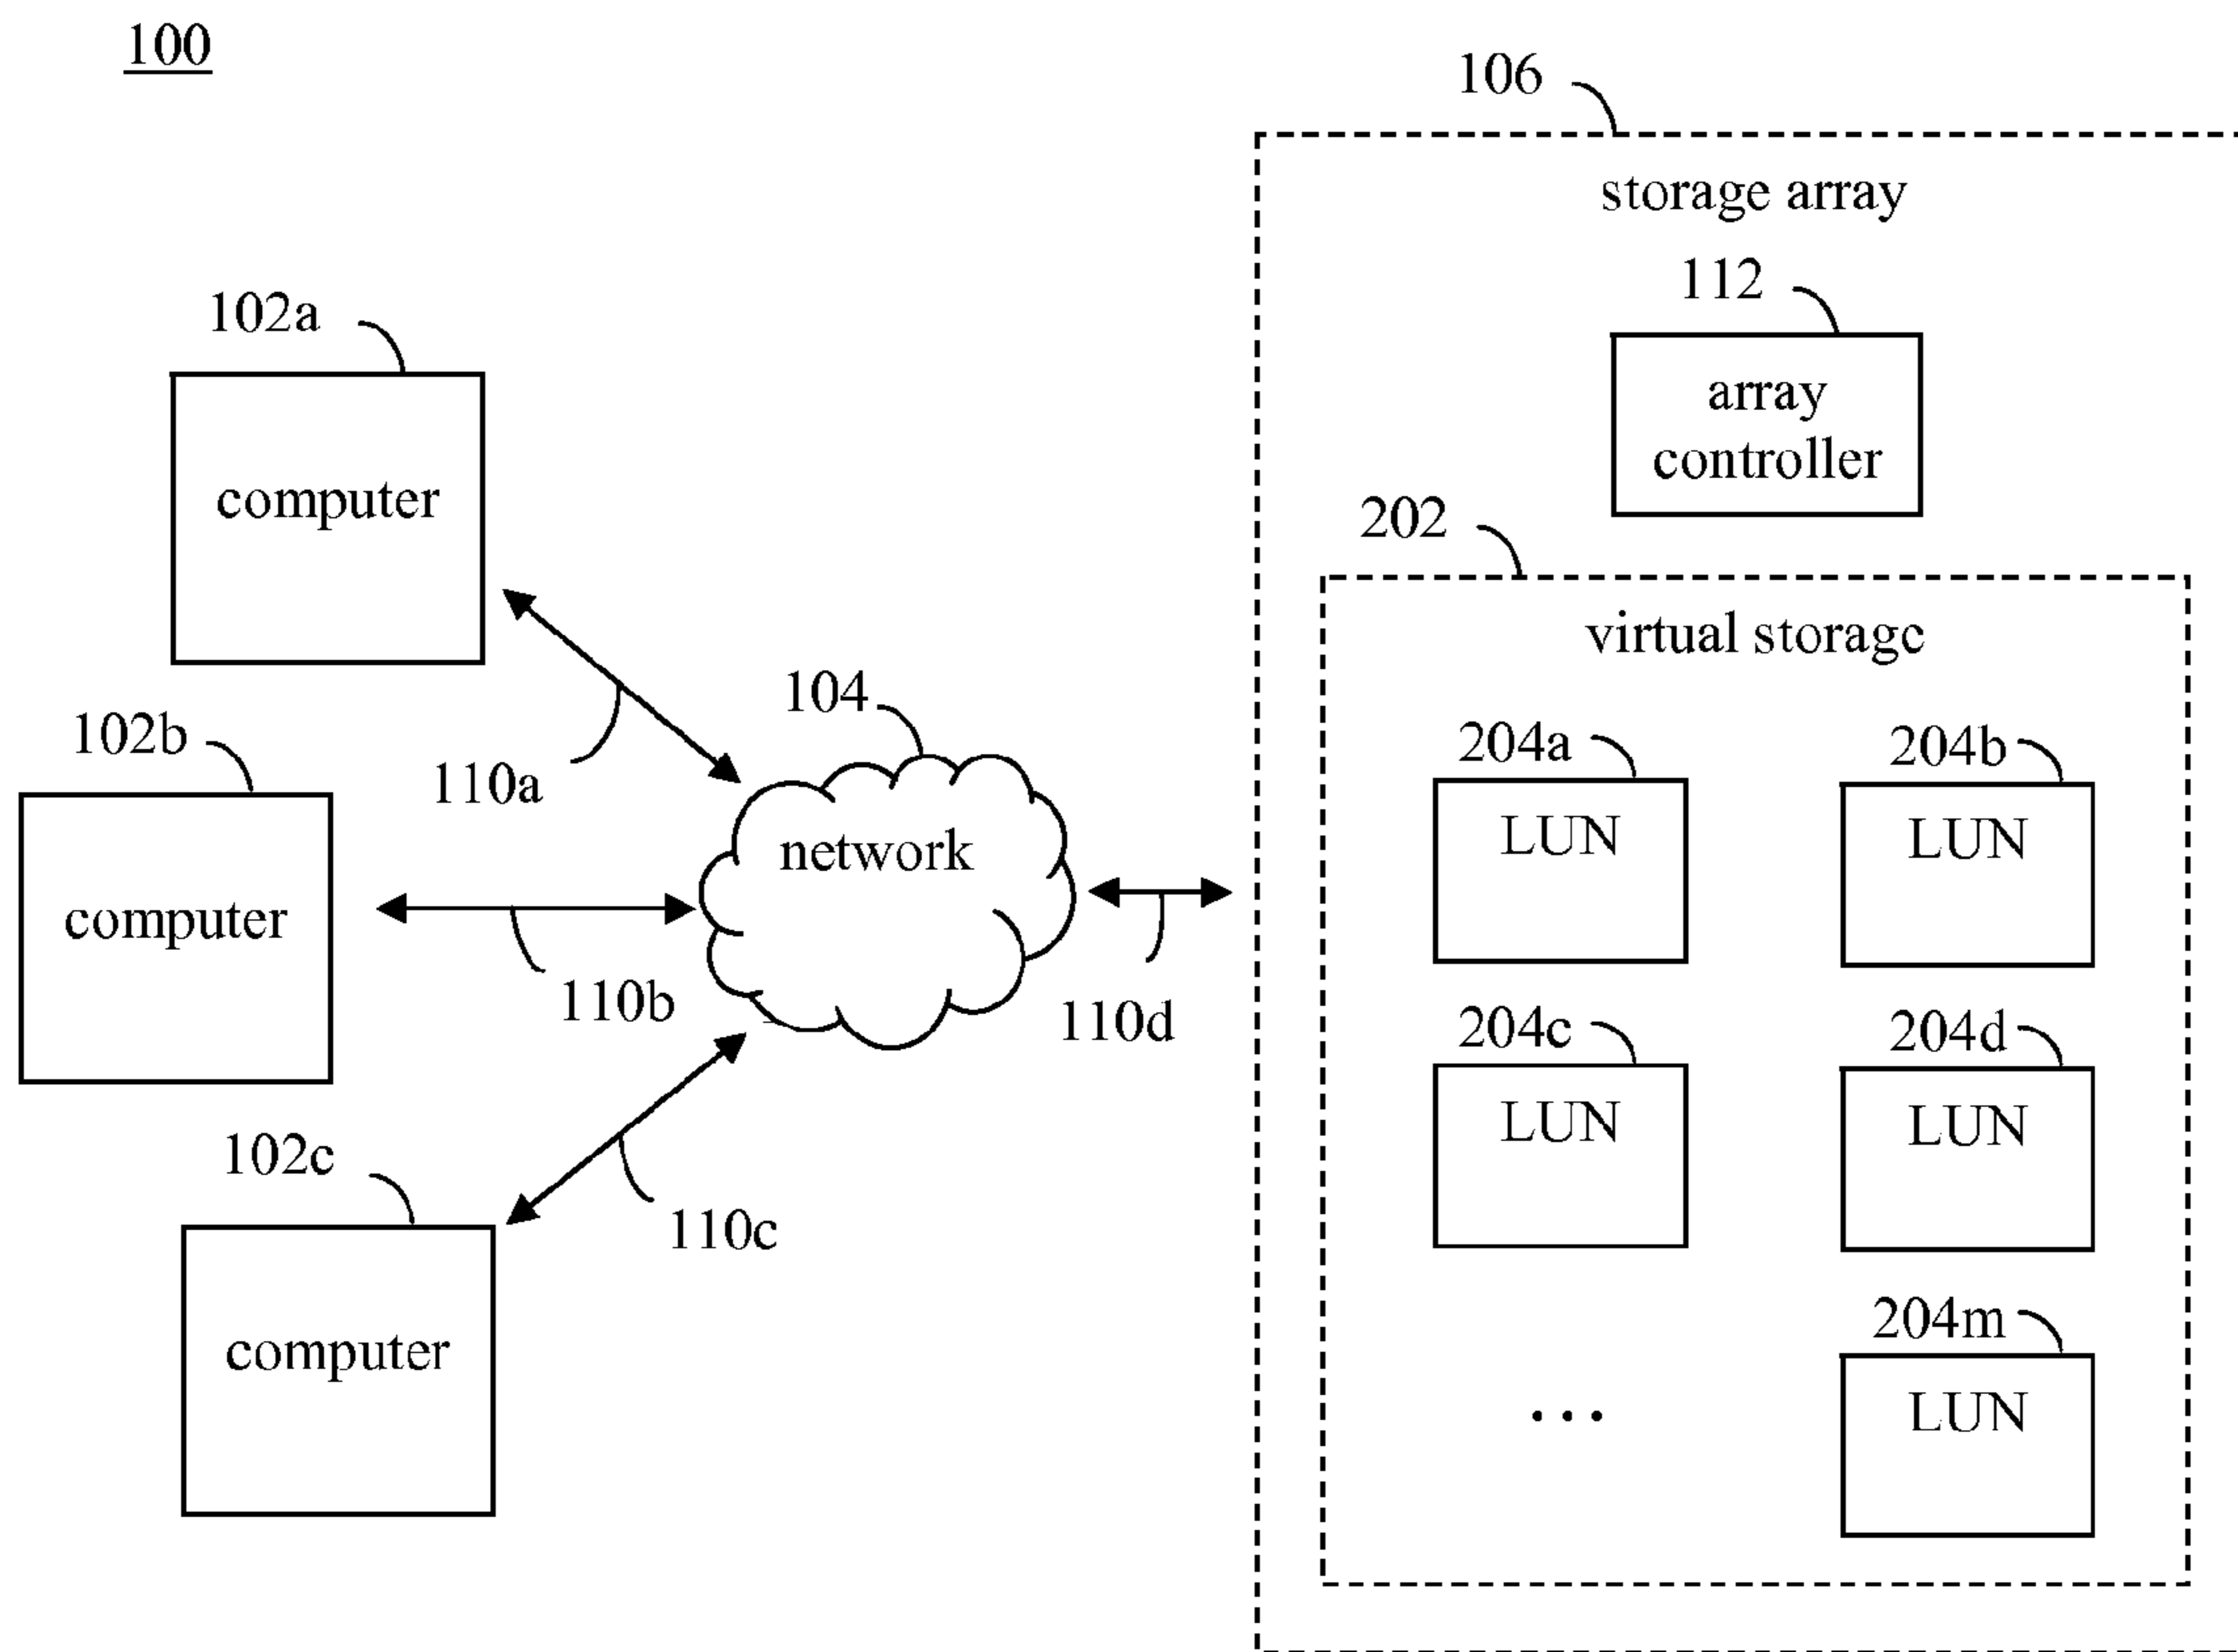 100
106
storage array
112
array
controller
102a
computer
202
virtual storage
104
network
110a
102b
computer
110b
110d
102c
computer
110c
204a
LUN
204b
LUN
204c
LUN
204d
LUN
204m
LUN
...